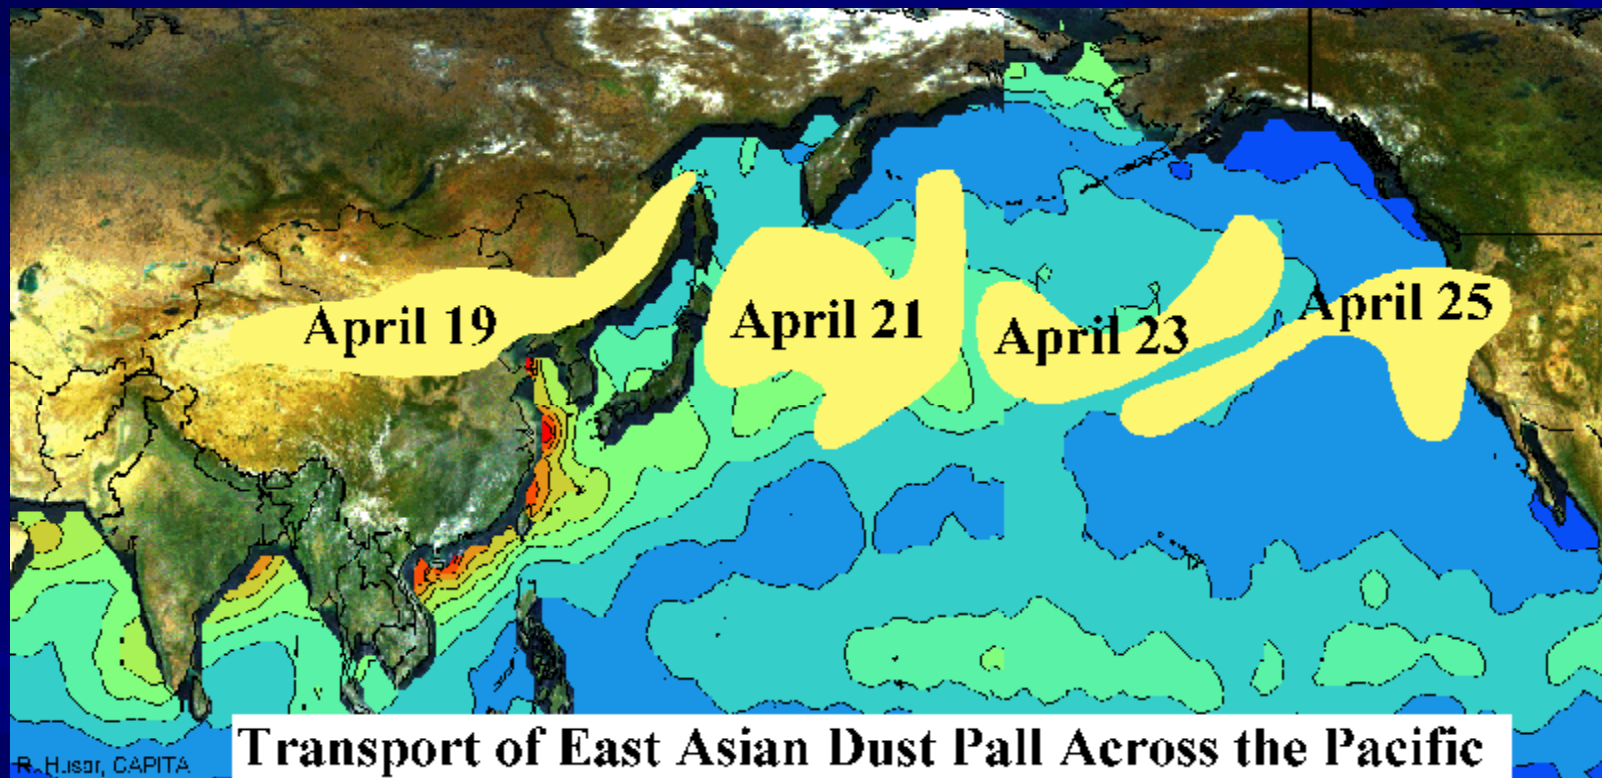 April 19
April 21
April 23
April 25
Transport of East Asian Dust Pall Across the Pacific
R. Husar, CAPITA